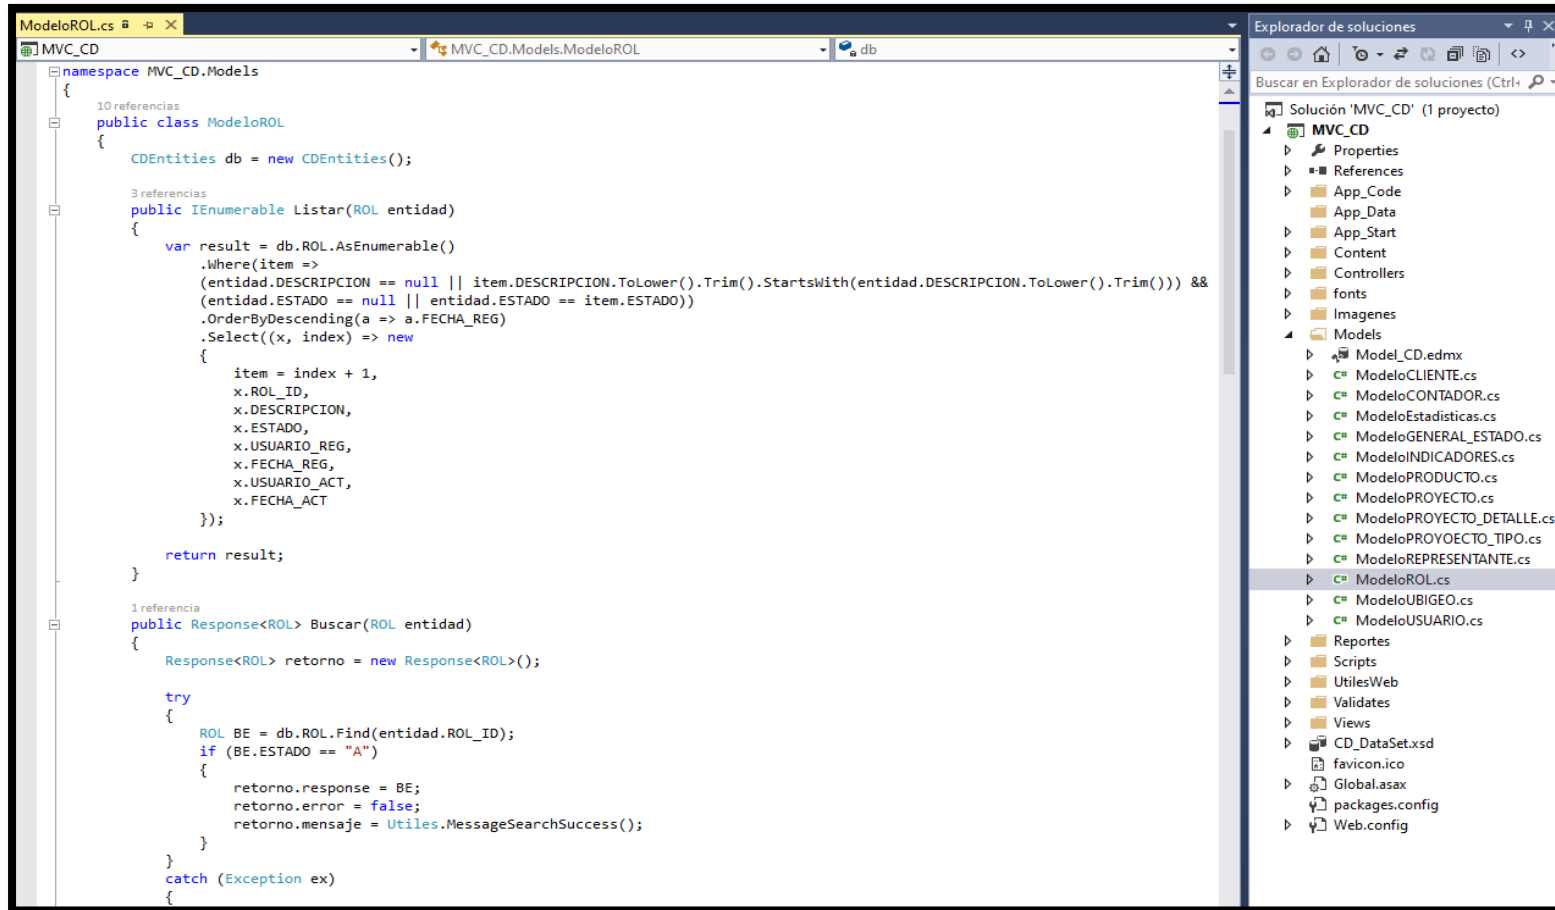 ModeloROL.cs
MVC_CD
MVC_CD.Models.ModeloROL
db
namespace MVC_CD.Models
{
10 referencias
public class ModeloROL
{
CDEntities db = new CDEntities();
3 referencias
public IEnumerable Listar(ROL entidad)
{
var result = db.ROL.AsEnumerable()
.Where(item =>
(entidad.DESCRIPCION == null || item.DESCRIPCION.ToLower().Trim().StartsWith(entidad.DESCRIPCION.ToLower().Trim())) &&
(entidad.ESTADO == null || entidad.ESTADO == item.ESTADO))
.OrderByDescending(a => a.FECHA_REG)
.Select((x, index) => new
{
item = index + 1,
x.ROL_ID,
x.DESCRIPCION,
x.ESTADO,
x.USUARIO_REG,
x.FECHA_REG,
x.USUARIO_ACT,
x.FECHA_ACT
});
return result;
}
1 referencia
public Response<ROL> Buscar(ROL entidad)
{
Response<ROL> retorno = new Response<ROL>();
try
{
ROL BE = db.ROL.Find(entidad.ROL_ID);
if (BE.ESTADO == "A")
{
retorno.response = BE;
retorno.error = false;
retorno.mensaje = Utiles.MessageSearchSuccess();
}
}
catch (Exception ex)
{
Explorador de soluciones
Buscar en Explorador de soluciones (Ctrl+
Solución 'MVC_CD' (1 proyecto)
MVC_CD
Properties
References
App_Code
App_Data
App_Start
Content
Controllers
fonts
Imagenes
Models
Model_CD.edmx
C# ModeloCLIENTE.cs
C# ModeloCONTADOR.cs
C# ModeloEstadisticas.cs
C# ModeloGENERAL_ESTADO.cs
C# ModeloINDICADORES.cs
C# ModeloPRODUCTO.cs
C# ModeloPROYECTO.cs
C# ModeloPROYECTO_DETALLE.cs
C# ModeloPROYOECTO_TIPO.cs
C# ModeloREPRESENTANTE.cs
C# ModeloROL.cs
C# ModeloUBIGEO.cs
C# ModeloUSUARIO.cs
Reportes
Scripts
UtilesWeb
Validates
Views
CD_DataSet.xsd
favicon.ico
Global.asax
packages.config
Web.config